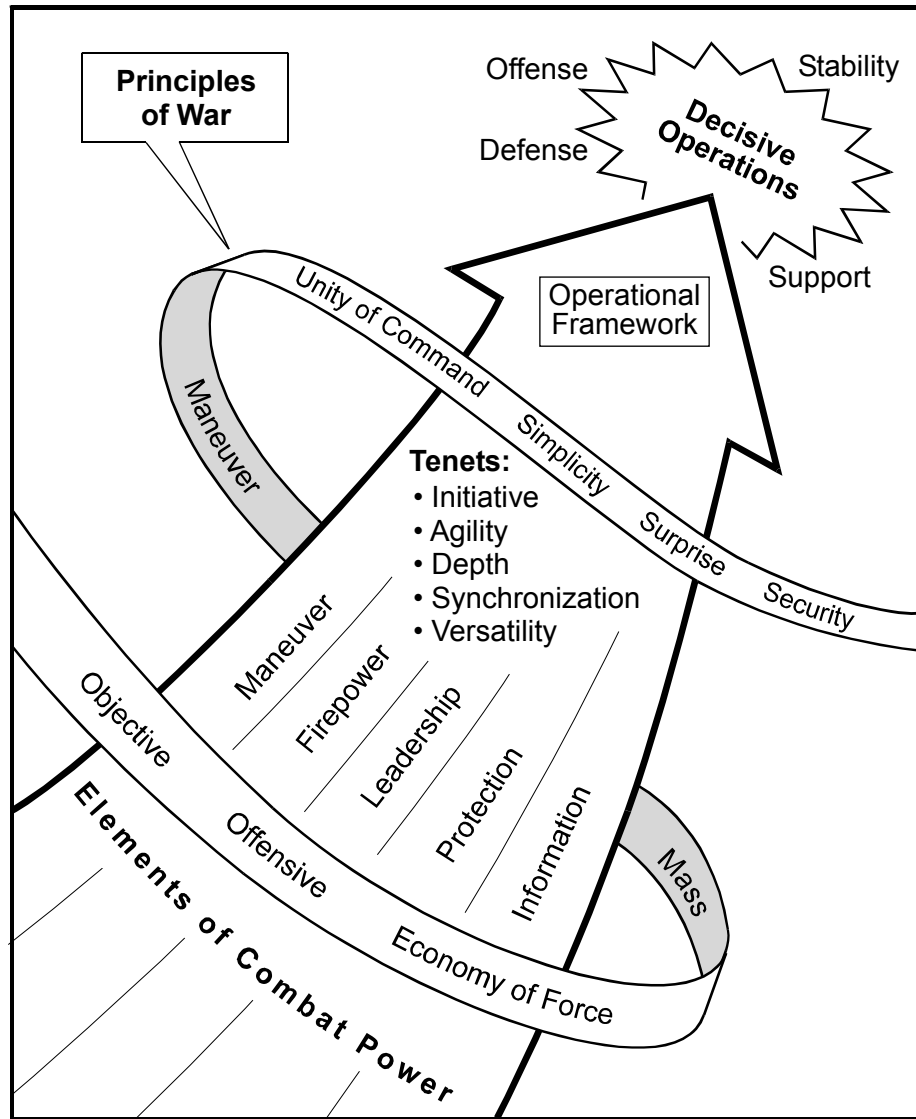 Principles
of War
Offense
Stability
Decisive
Operations
Defense
Support
Operational
Framework
Unity of Command
Simplicity
Surprise
Security
Maneuver
Tenets:
• Initiative
• Agility
• Depth
• Synchronization
• Versatility
Maneuver
Firepower
Leadership
Protection
Information
Objective
Offensive
Economy of Force
Mass
Elements of Combat Power